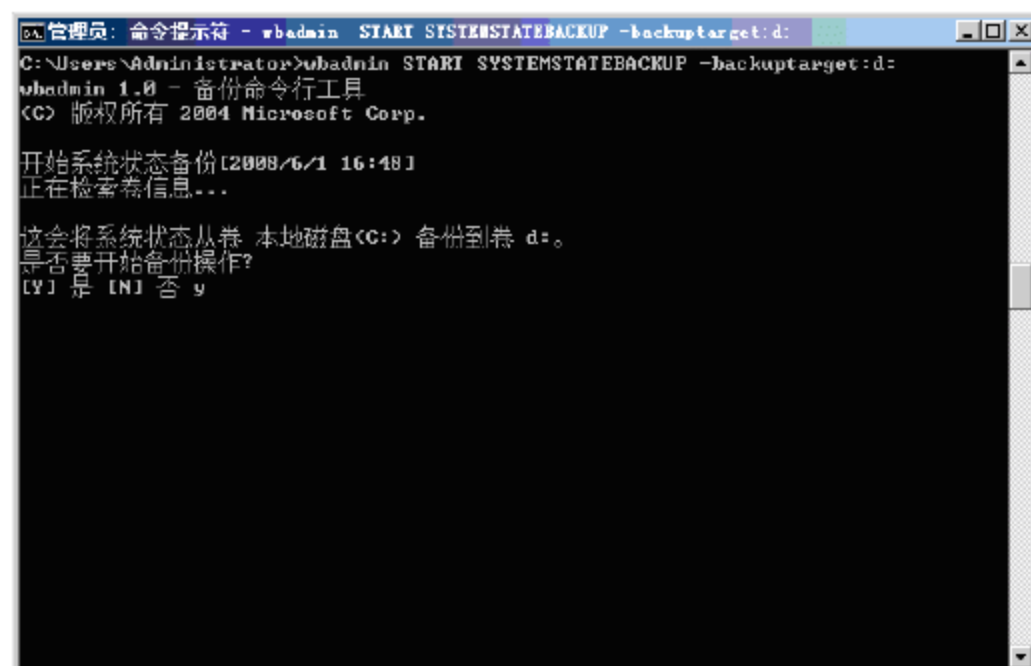 管理员: 命令提示符 - wbadmin START SYSTEMSTATEBACKUP -backuptarget:d:
C:\Users\Administrator>wbadmin START SYSTEMSTATEBACKUP -backuptarget:d:
wbadmin 1.0 - 备份命令行工具
(C) 版权所有 2004 Microsoft Corp.
开始系统状态备份[2008/6/1 16:48]
正在检索卷信息...
这会将系统状态从卷 本地磁盘(C:) 备份到卷 d:。
是否要开始备份操作?
[Y] 是 [N] 否 y